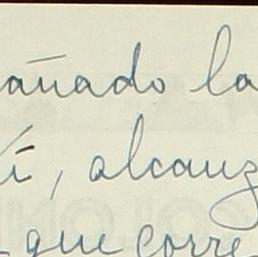 añado la
í, alcanz
que corre